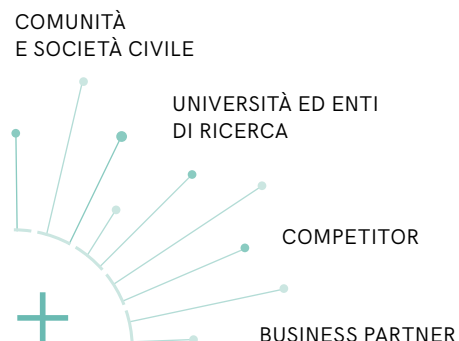 COMUNITÀ
E SOCIETÀ CIVILE
UNIVERSITÀ ED ENTI
DI RICERCA
COMPETITOR
BUSINESS PARTNER